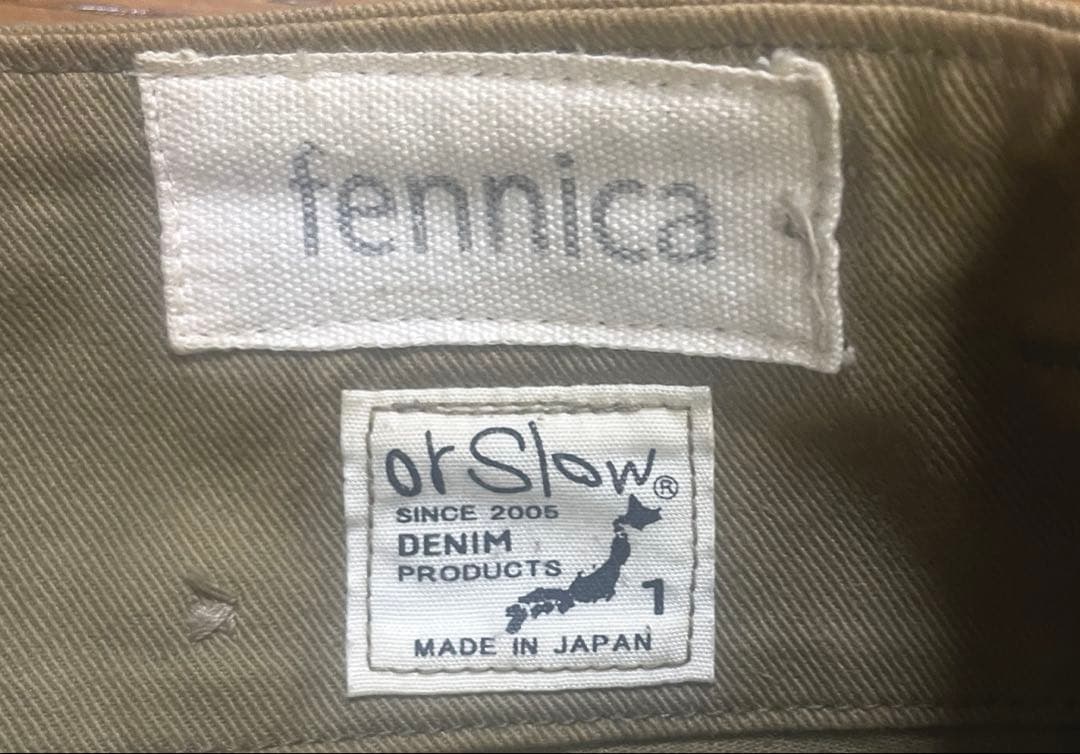 fennica
orSlow®
SINCE 2005
DENIM
PRODUCTS
1
MADE IN JAPAN